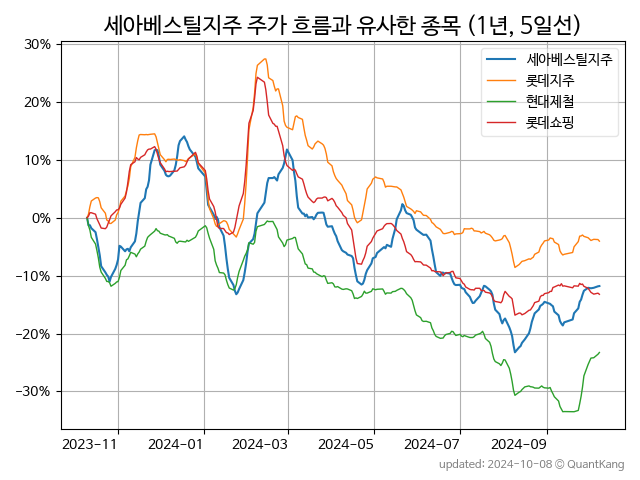 세아베스틸지주 주가 흐름과 유사한 종목 (1년, 5일선)
세아베스틸지주
롯데지주
현대제철
롯데쇼핑
30%
20%
10%
0%
−10%
−20%
−30%
2023-11
2024-01
2024-03
2024-05
2024-07
2024-09
updated: 2024-10-08 © QuantKang